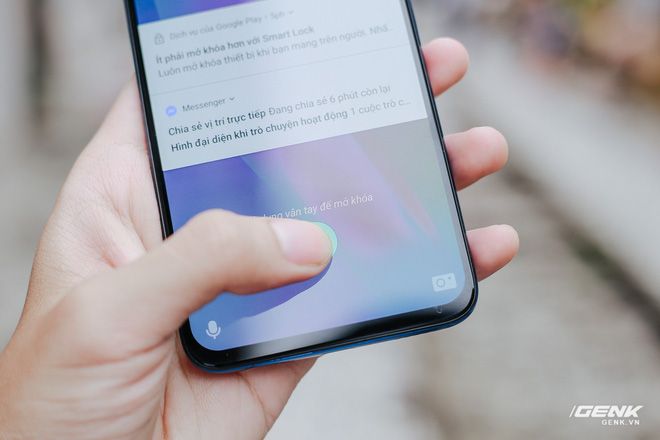 Dịch vụ của Google Play • 5ph
Ít phải mở khóa hơn với Smart Lock
Luôn mở khóa thiết bị khi bạn mang trên người. Nhấ...
Messenger
Chia sẻ vị trí trực tiếp Đang chia sẻ 6 phút còn lại
Hình đại diện khi trò chuyện hoạt động 1 cuộc trò c...
dụng vân tay để mở khóa
GENK
GENK.VN